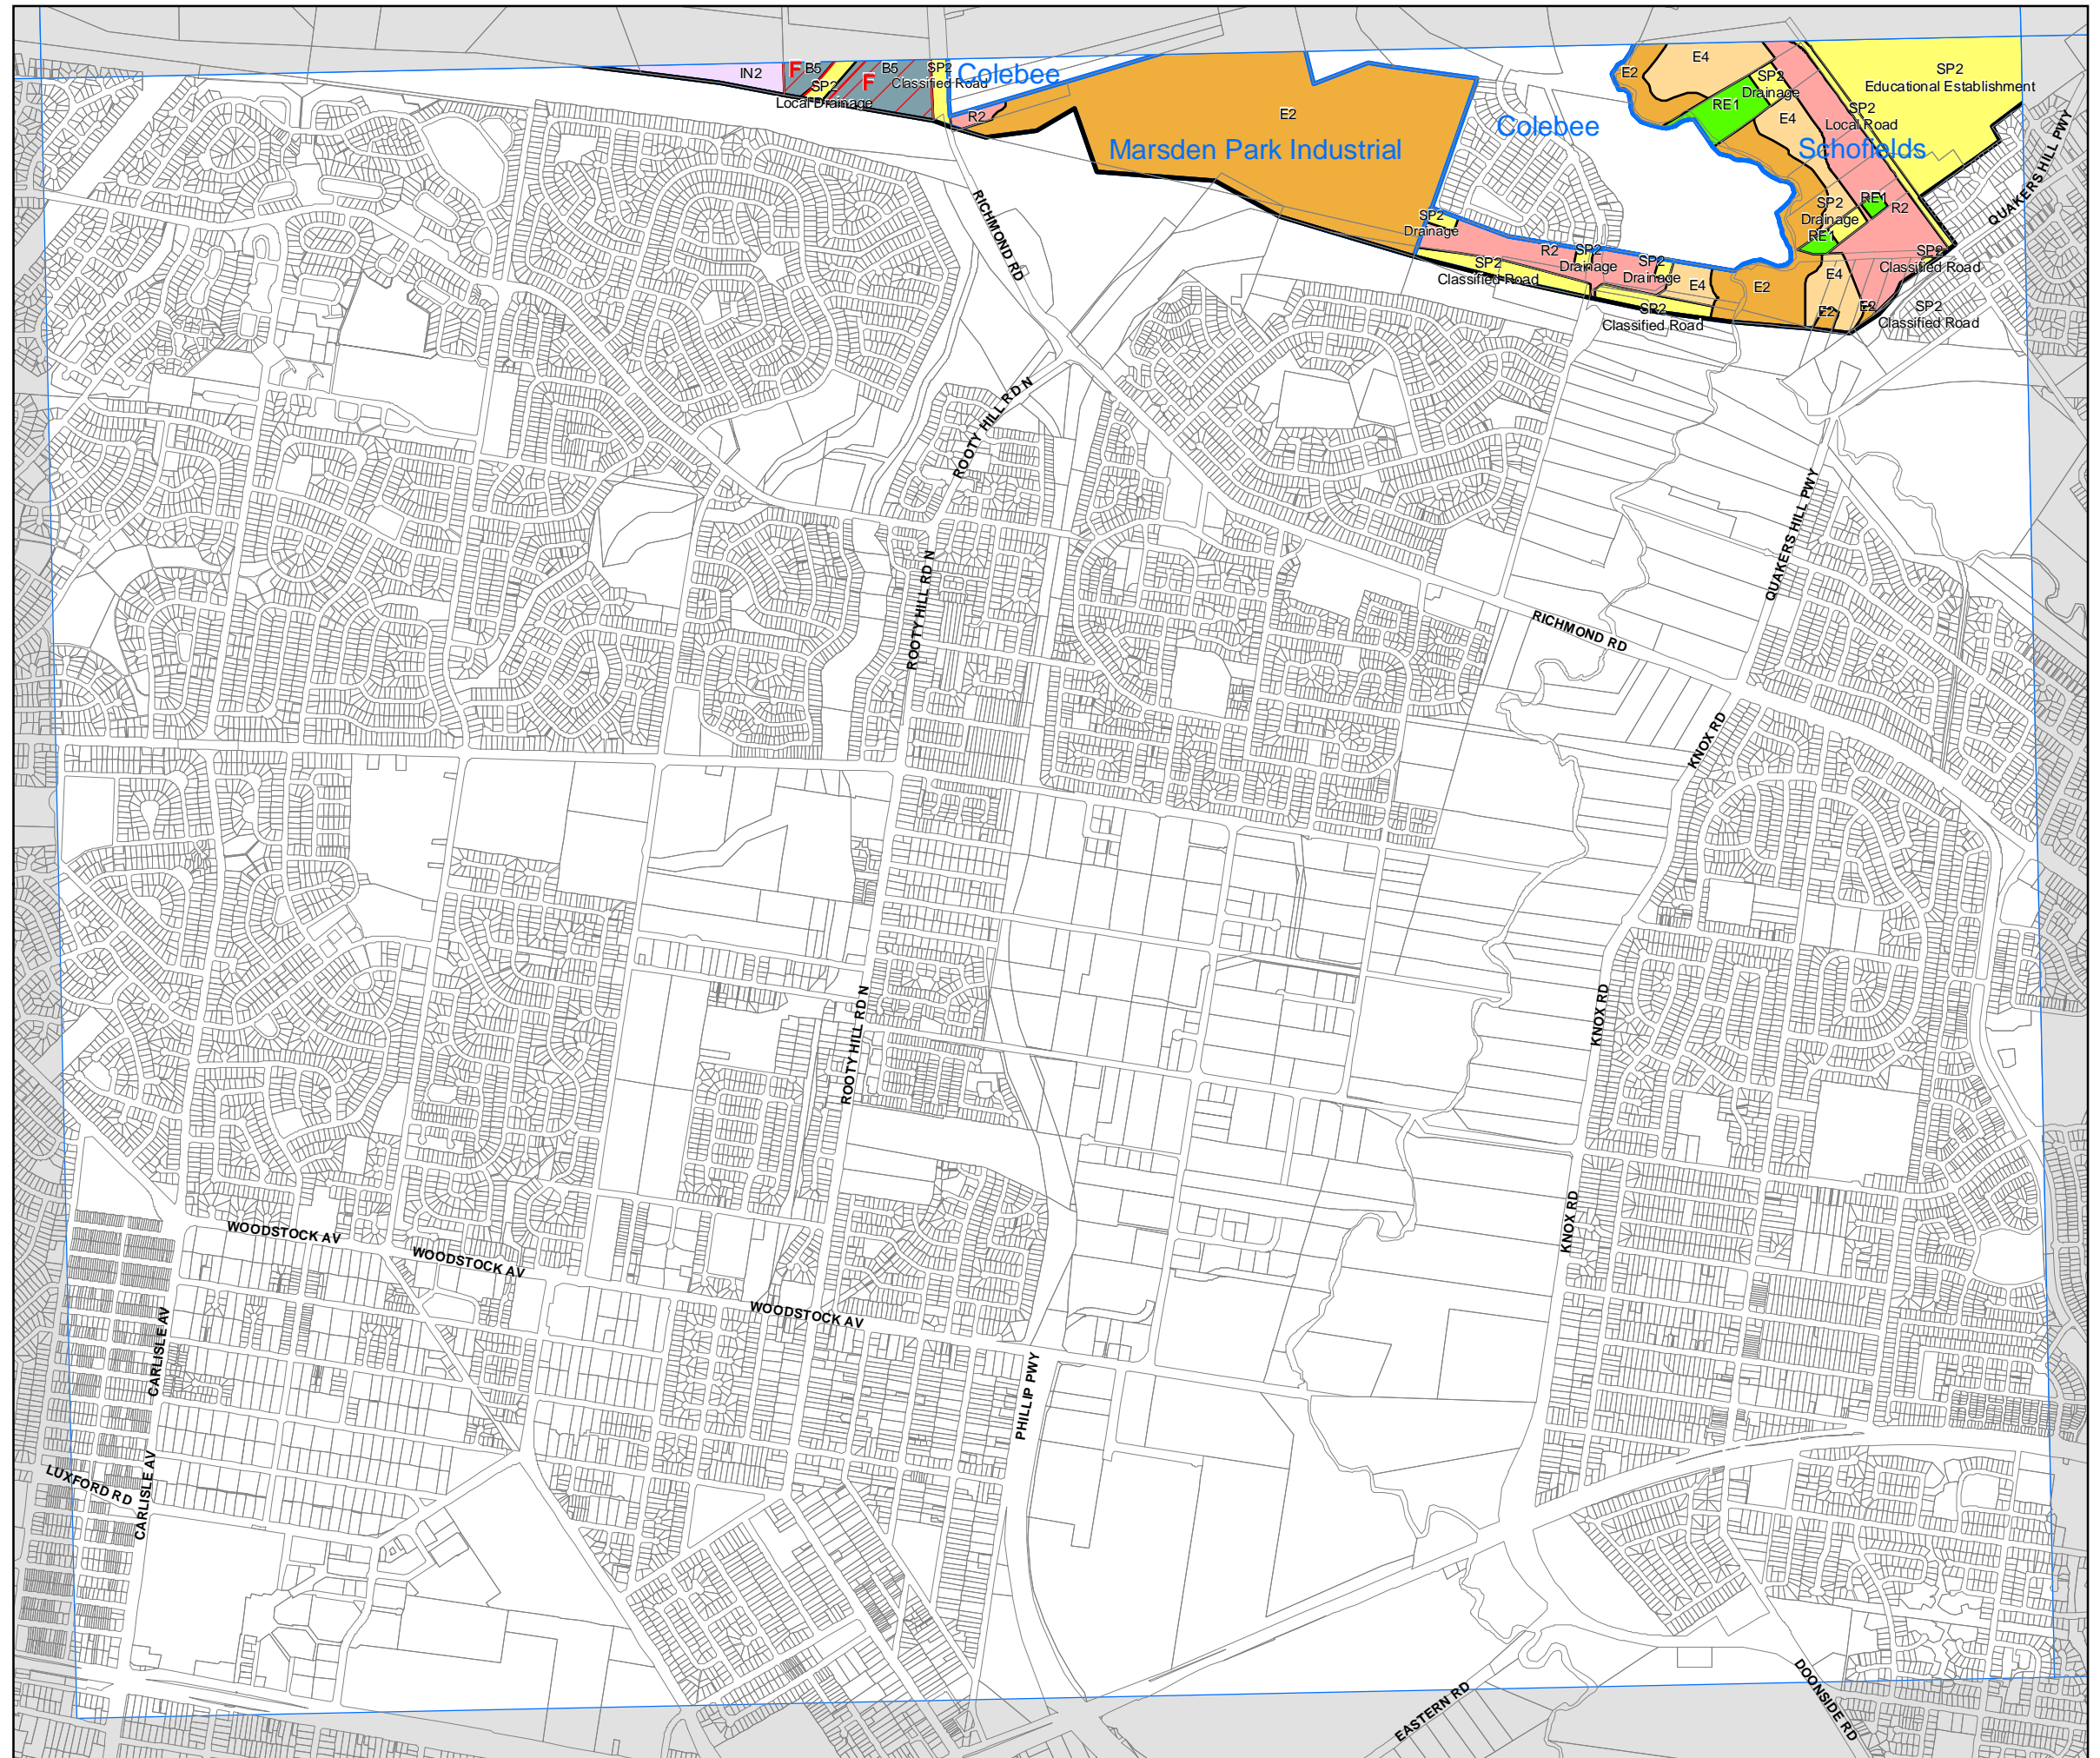 IN2
F
B5
SP2
Local Drainage
F
B5
SP2
Classified Road
Colebee
R2
E2
Marsden Park Industrial
Colebee
E2
E4
SP2
Drainage
RE1
E4
SP2
Local Road
SP2
Educational Establishment
Schofields
QUAKERS HILL PWY
SP2
Drainage
RE1
R2
RE1
SP2
Drainage
SP2
Classified Road
R2
SP2
Drainage
SP2
Drainage
E4
SP2
Classified Road
E2
E4
E2
E2
SP2
Classified Road
SP2
Classified Road
RICHMOND RD
ROOTY HILL RD N
QUAKERS HILL PWY
ROOTY HILL RD N
RICHMOND RD
KNOX RD
ROOTY HILL RD N
KNOX RD
KNOX RD
WOODSTOCK AV
WOODSTOCK AV
WOODSTOCK AV
CARLISLE AV
PHILLIP PWY
LUXFORD RD
CARLISLE AV
EASTERN RD
DOONSIDE RD